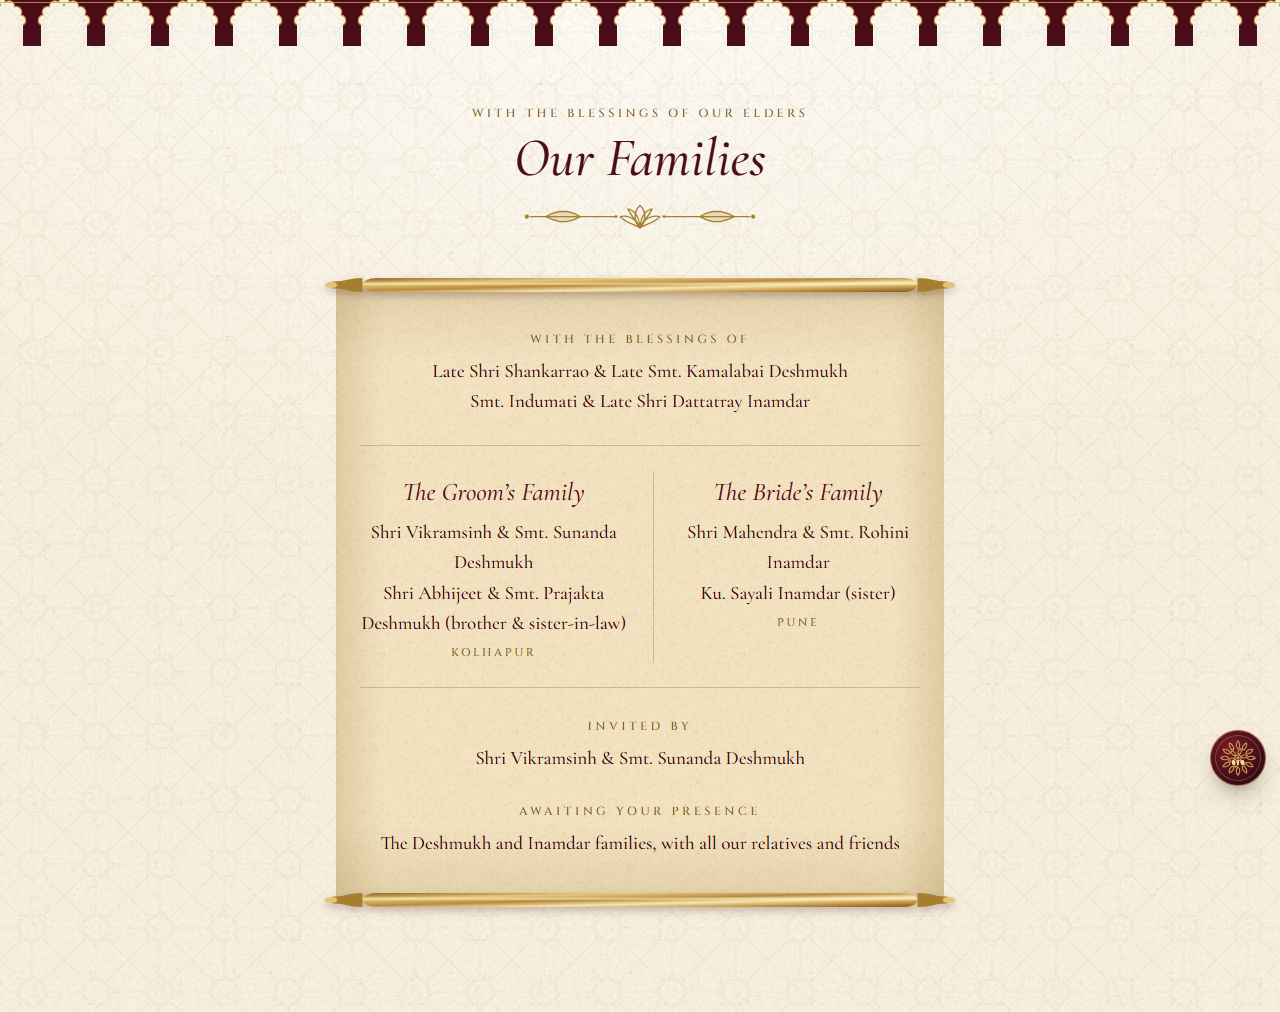 WITH THE BLESSINGS OF OUR ELDERS
Our Families
WITH THE BLESSINGS OF
Late Shri Shankarrao & Late Smt. Kamalabai Deshmukh
Smt. Indumati & Late Shri Dattatray Inamdar
The Groom’s Family
Shri Vikramsinh & Smt. Sunanda
Deshmukh
Shri Abhijeet & Smt. Prajakta
Deshmukh (brother & sister-in-law)
KOLHAPUR
The Bride’s Family
Shri Mahendra & Smt. Rohini
Inamdar
Ku. Sayali Inamdar (sister)
PUNE
INVITED BY
Shri Vikramsinh & Smt. Sunanda Deshmukh
AWAITING YOUR PRESENCE
The Deshmukh and Inamdar families, with all our relatives and friends